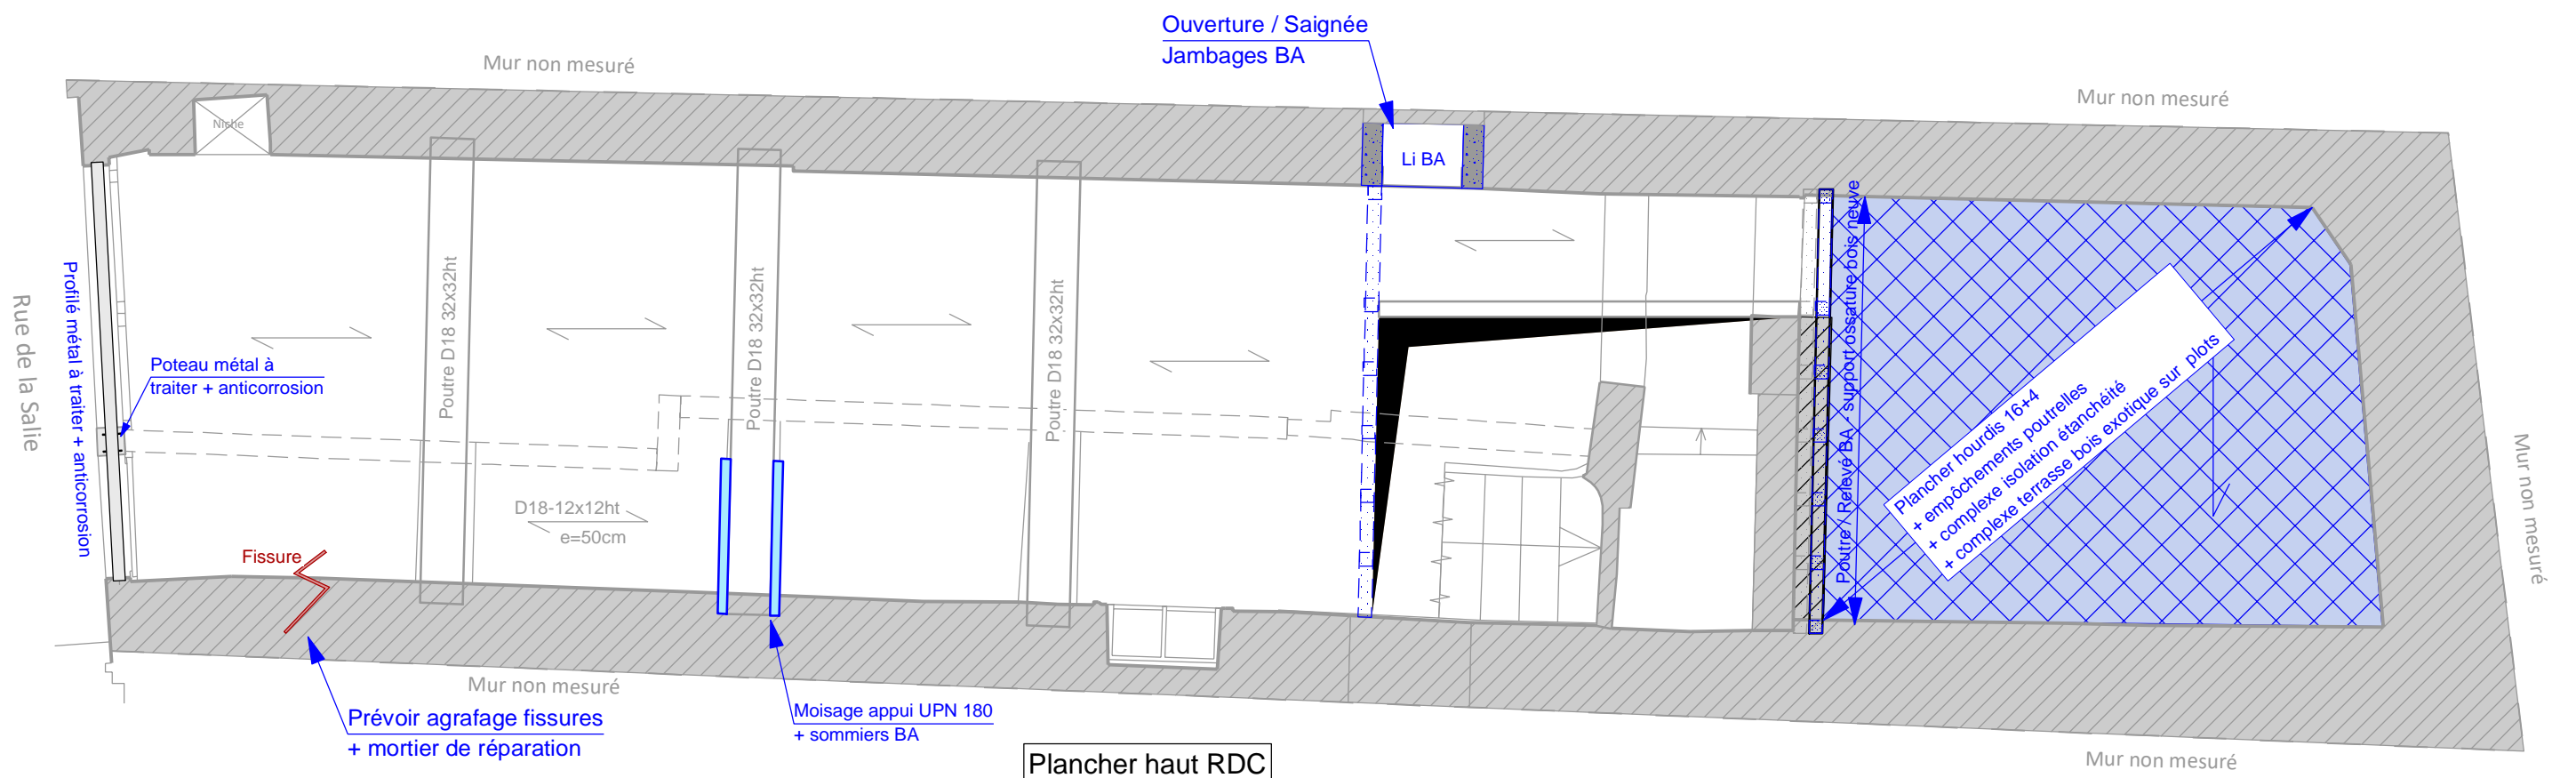 Ouverture / Saignée
Jambages BA
Mur non mesuré
Mur non mesuré
Niche
Li BA
Rue de la Salie
Profilé métal à traiter + anticorrosion
Poteau métal à
traiter + anticorrosion
Poutre D18 32x32ht
Poutre D18 32x32ht
Poutre D18 32x32ht
D18-12x12ht
e=50cm
Fissure
Poutre / Relevé BA - support ossature bois neuve
Plancher hourdis 16+4
+ empôchements poutrelles
+ complexe isolation étanchéité
+ complexe terrasse bois exotique sur plots
Mur non mesuré
Mur non mesuré
Prévoir agrafage fissures
+ mortier de réparation
Moisage appui UPN 180
+ sommiers BA
Plancher haut RDC
Mur non mesuré